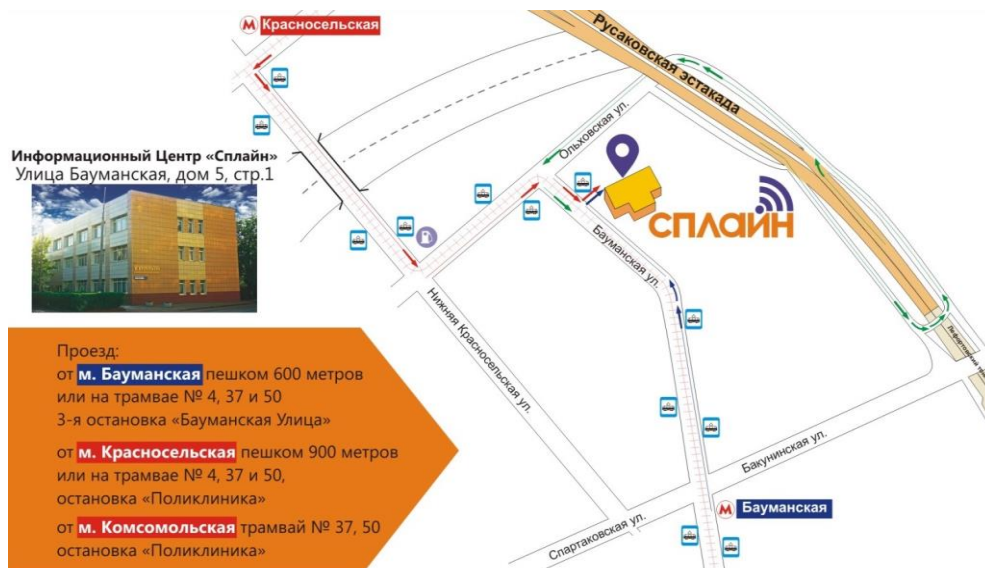 М Красносельская
Русаковская эстакада
Ольховская ул.
Информационный Центр «Сплайн»
Улица Бауманская, дом 5, стр.1
СПЛАЙН
Бауманская ул.
Нижняя Красносельская ул.
Проезд:
от м. Бауманская пешком 600 метров
или на трамвае № 4, 37 и 50
3-я остановка «Бауманская Улица»
от м. Красносельская пешком 900 метров
или на трамвае № 4, 37 и 50,
остановка «Поликлиника»
от м. Комсомольская трамвай № 37, 50
остановка «Поликлиника»
Бакунинская ул.
М Бауманская
Спартаковская ул.